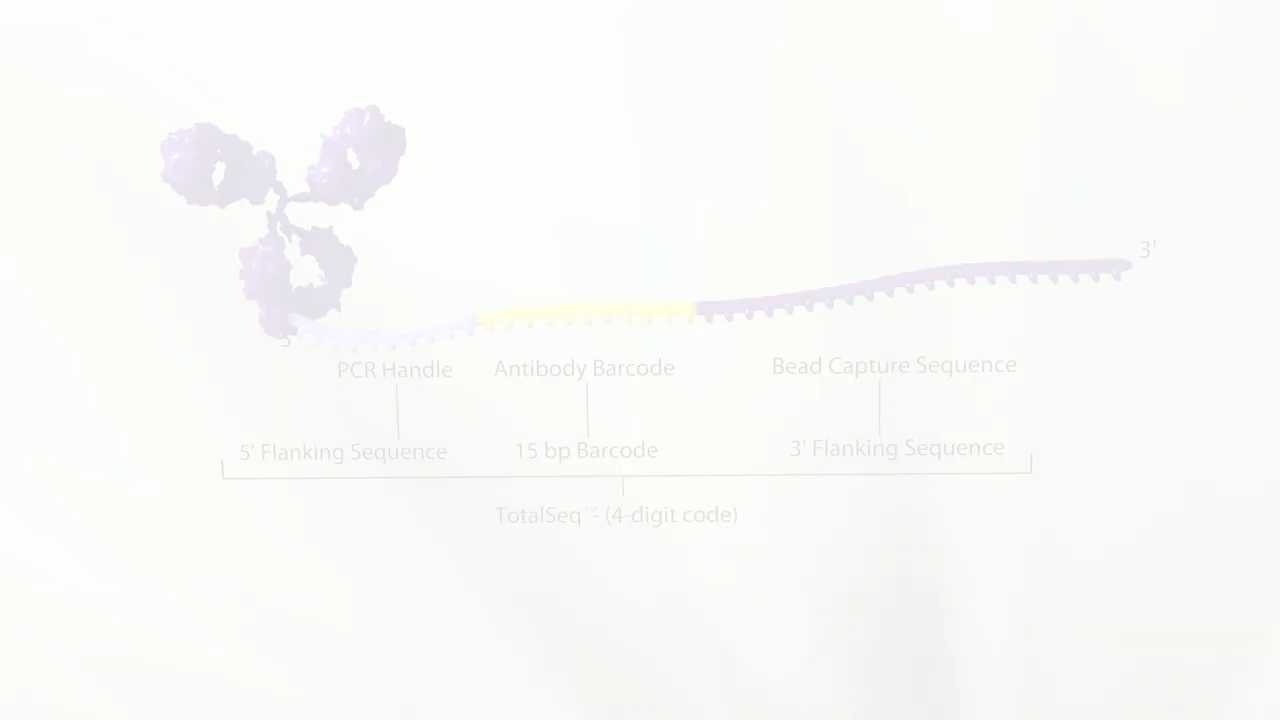 3'
5'
PCR Handle
Antibody Barcode
Bead Capture Sequence
5' Flanking Sequence
15 bp Barcode
3' Flanking Sequence
TotalSeq™- (4-digit code)